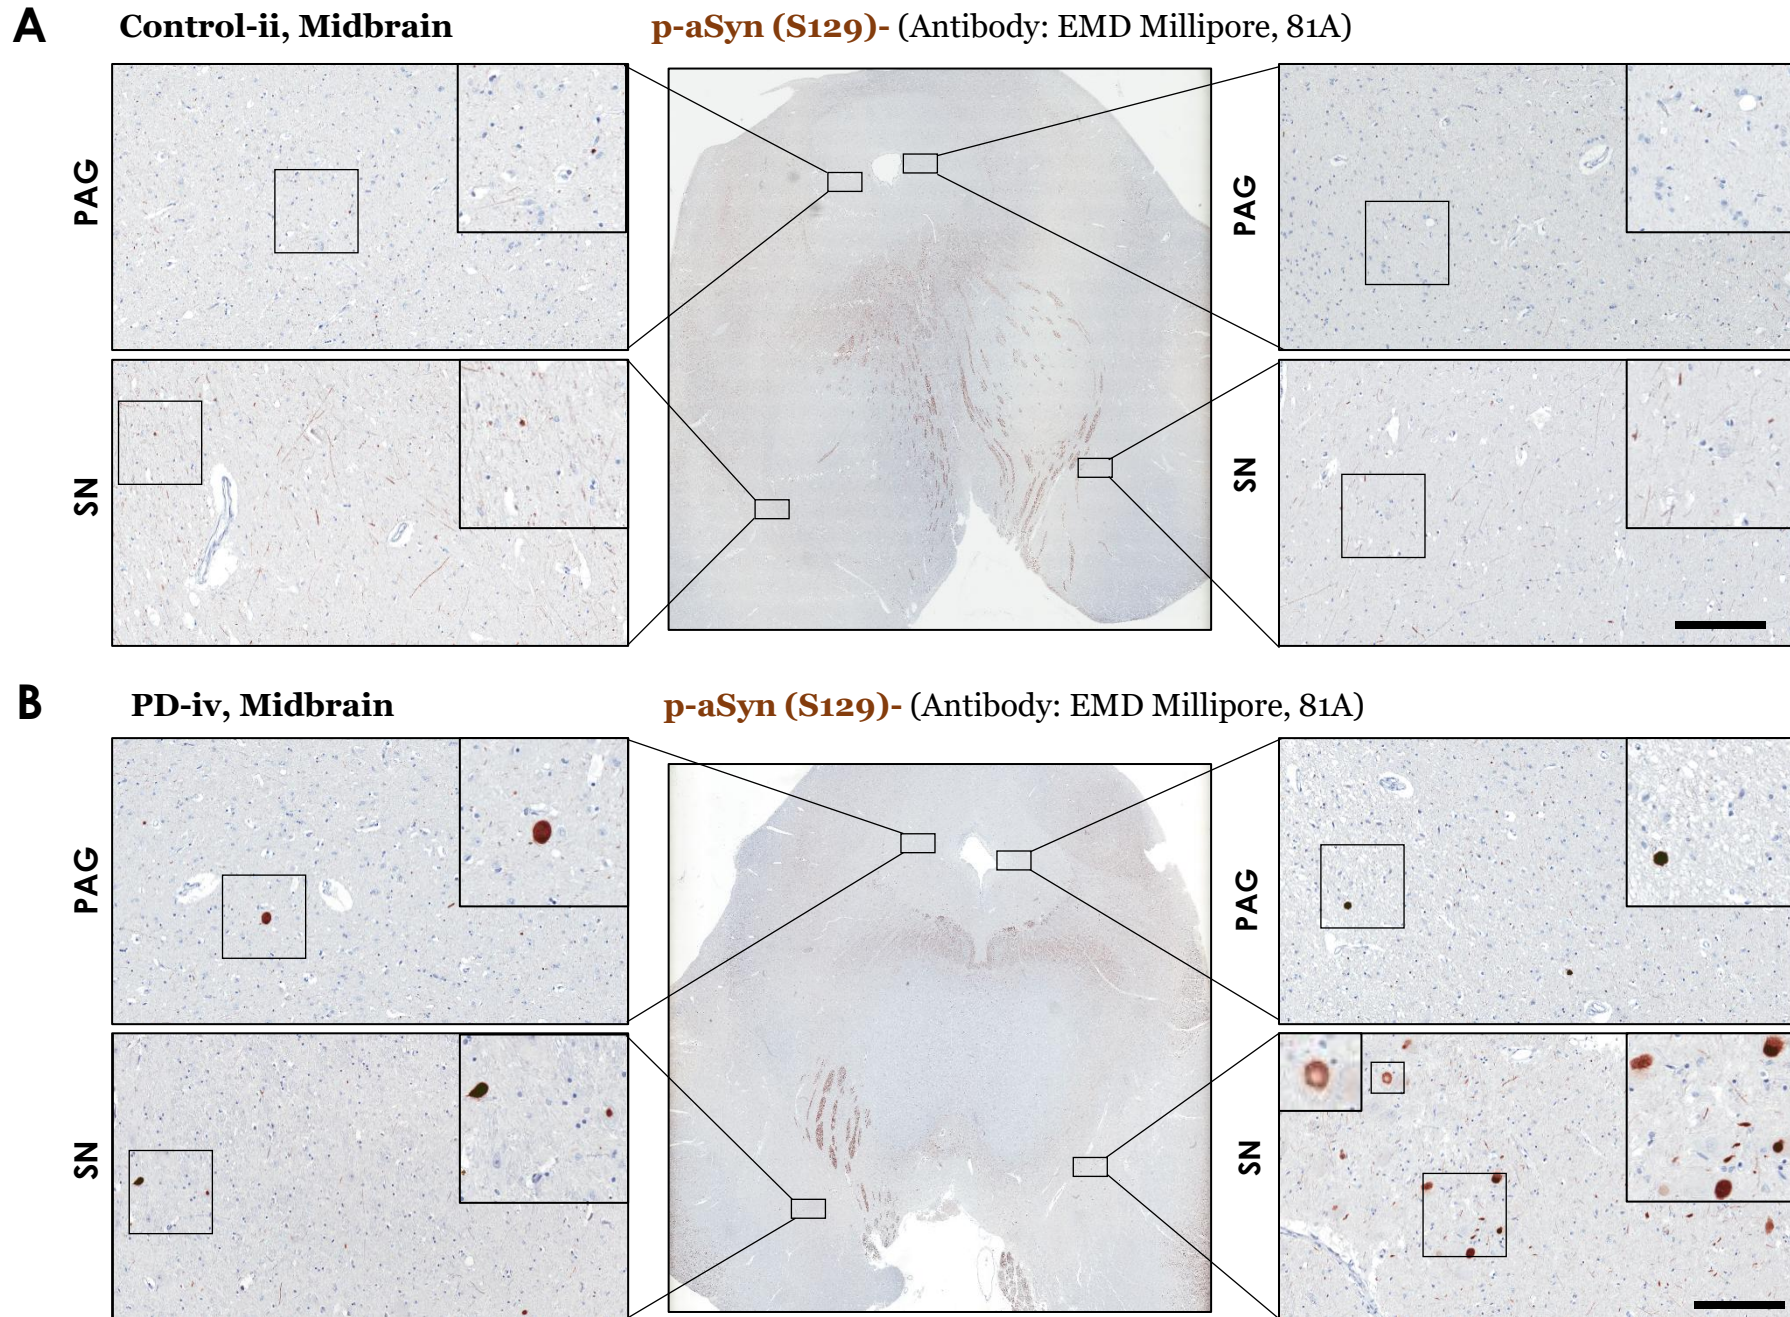 A
Control-ii, Midbrain
p-aSyn (S129)- (Antibody: EMD Millipore, 81A)
PAG
PAG
SN
SN
B
PD-iv, Midbrain
p-aSyn (S129)- (Antibody: EMD Millipore, 81A)
PAG
PAG
SN
SN